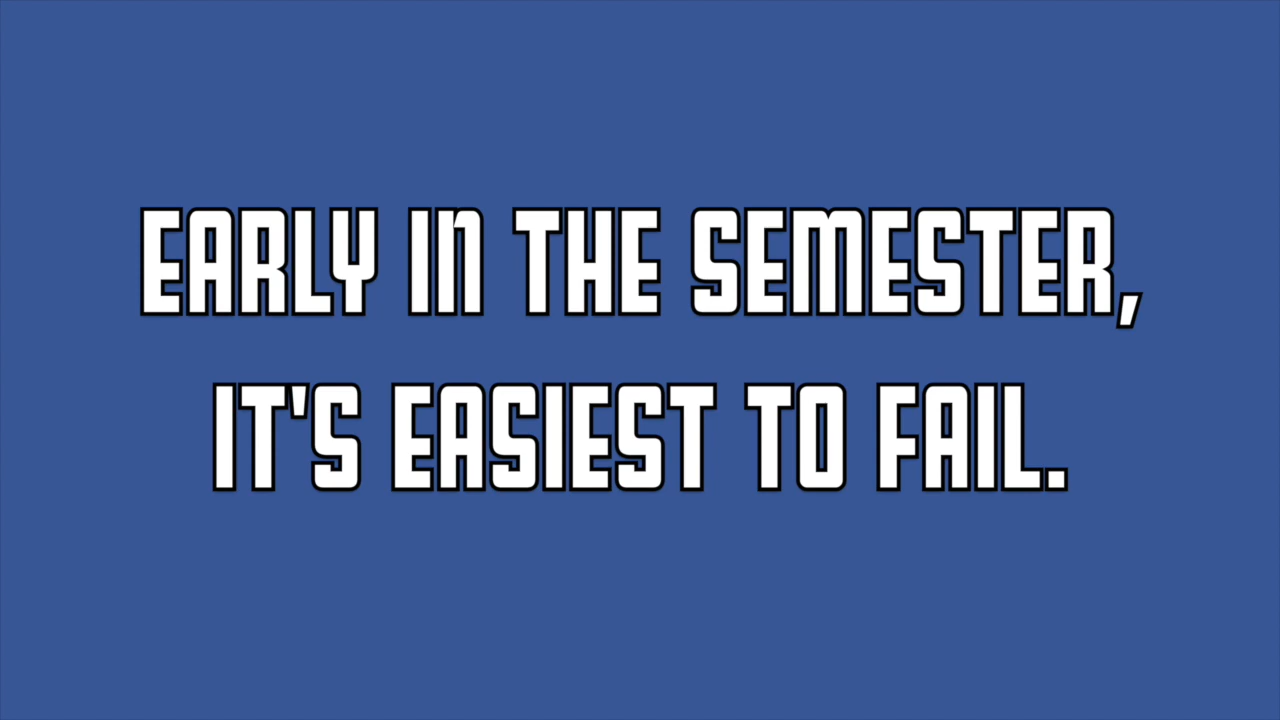 EARLY IN THE SEMESTER,
IT'S EASIEST TO FAIL.